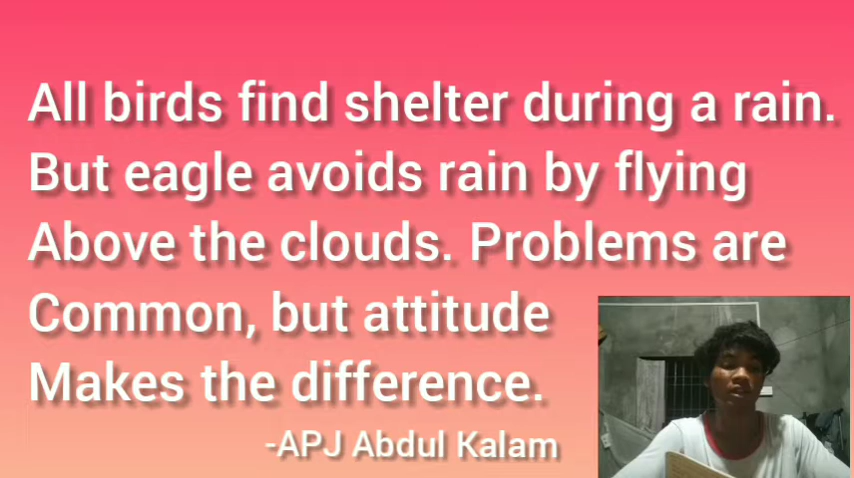 All birds find shelter during a rain.
But eagle avoids rain by flying
Above the clouds. Problems are
Common, but attitude
Makes the difference.
-APJ Abdul Kalam